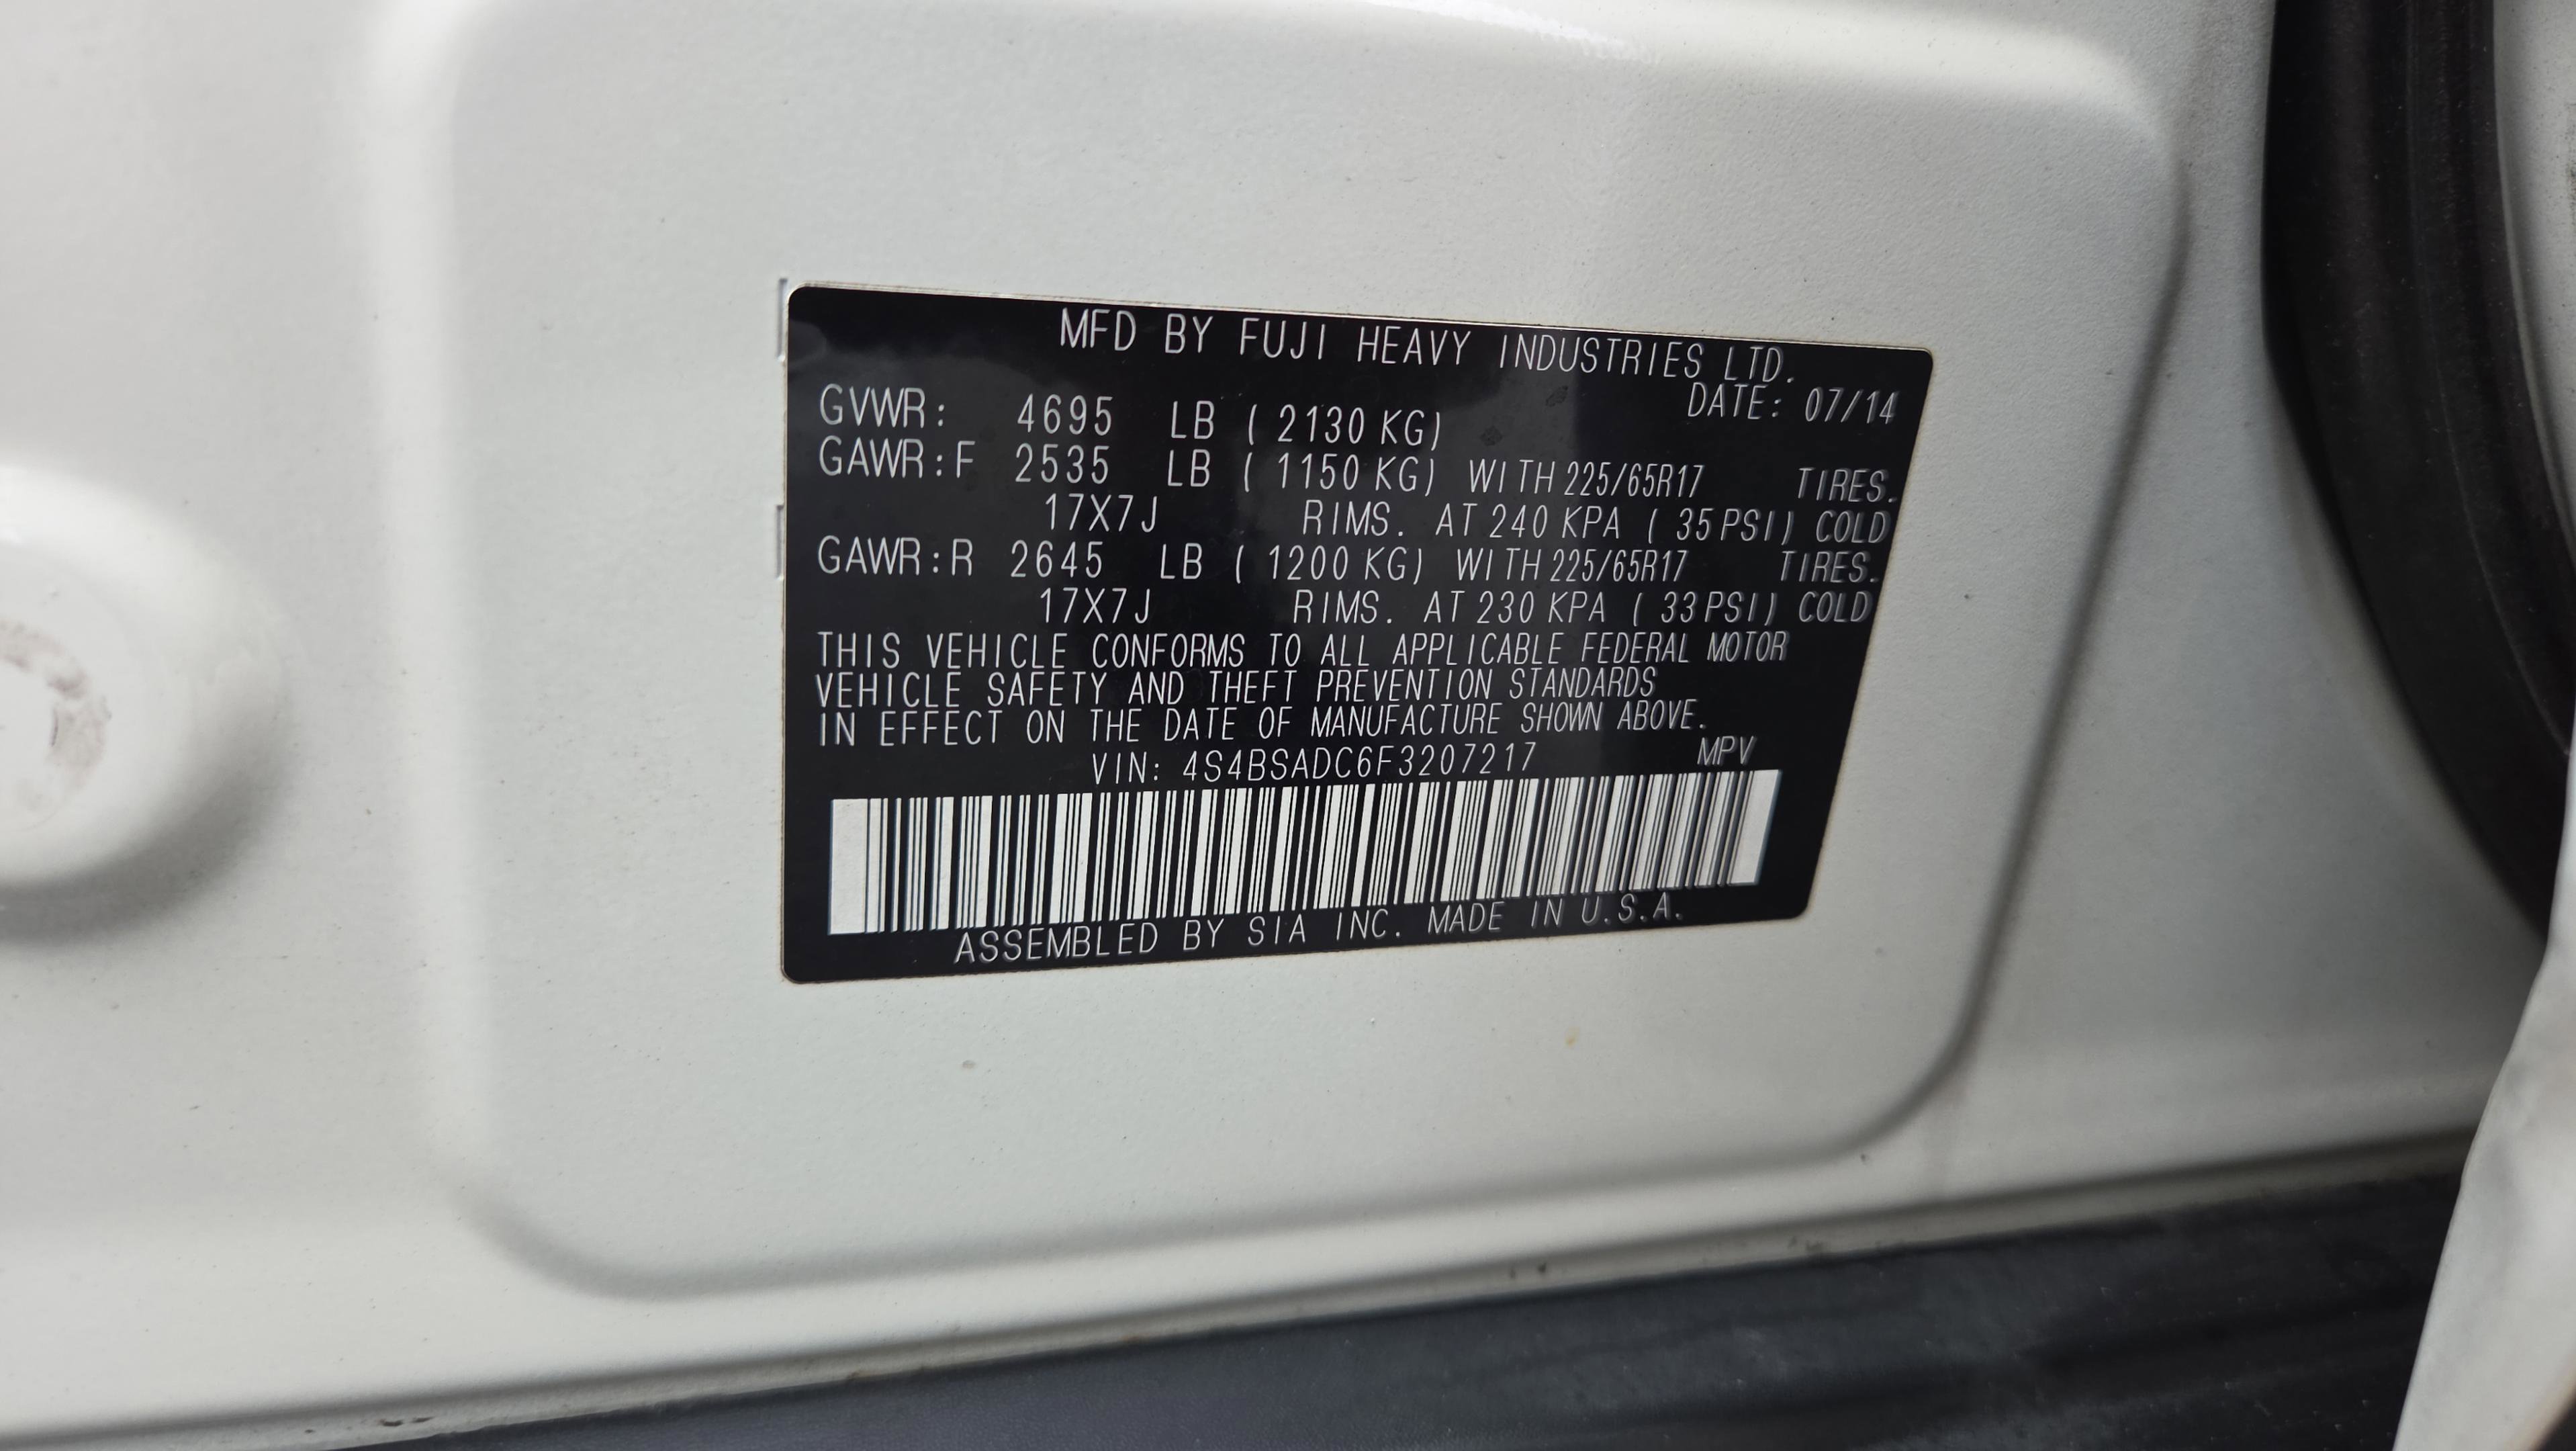 MFD BY FUJI HEAVY INDUSTRIES LTD.
DATE: 07/14
GVWR: 4695 LB ( 2130 KG)
GAWR:F 2535 LB ( 1150 KG) WITH 225/65R17 TIRES.
17X7J RIMS. AT 240 KPA ( 35 PSI) COLD
GAWR:R 2645 LB ( 1200 KG) WITH 225/65R17 TIRES.
17X7J RIMS. AT 230 KPA ( 33 PSI) COLD
THIS VEHICLE CONFORMS TO ALL APPLICABLE FEDERAL MOTOR
VEHICLE SAFETY AND THEFT PREVENTION STANDARDS
IN EFFECT ON THE DATE OF MANUFACTURE SHOWN ABOVE.
VIN: 4S4BSADC6F3207217 MPV
ASSEMBLED BY SIA INC. MADE IN U.S.A.